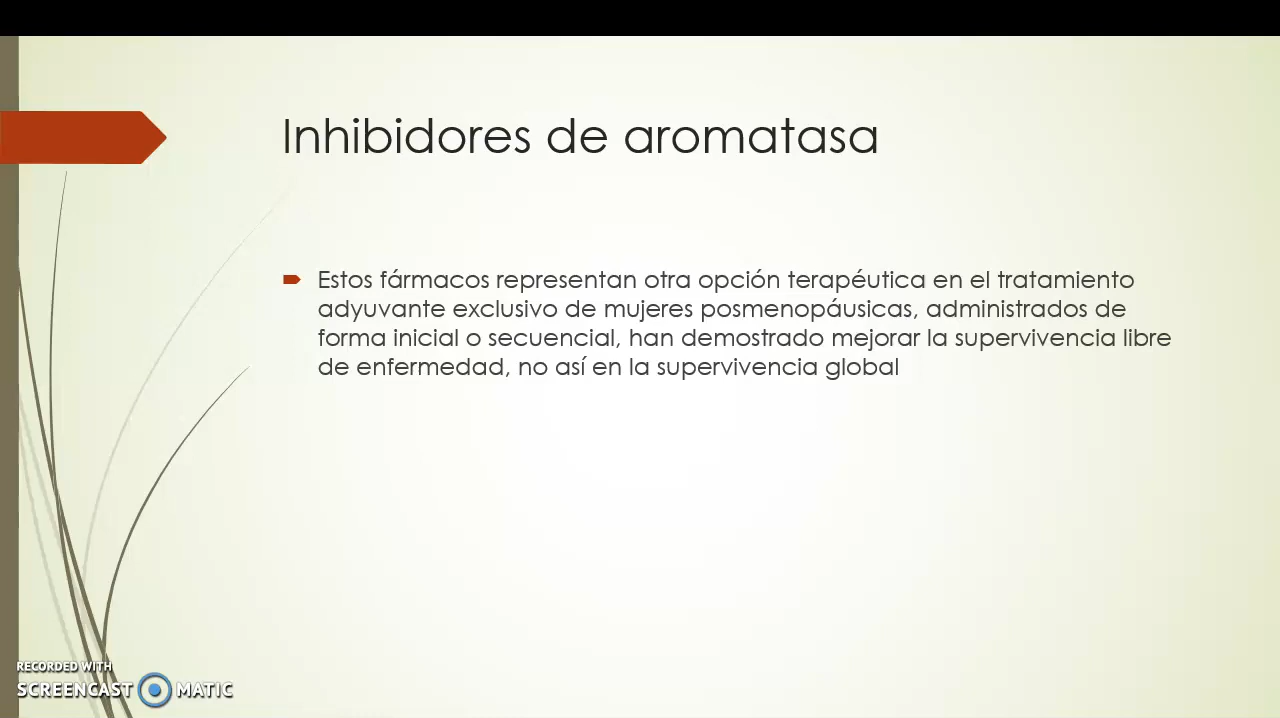 Inhibidores de aromatasa
Estos fármacos representan otra opción terapéutica en el tratamiento
adyuvante exclusivo de mujeres posmenopáusicas, administrados de
forma inicial o secuencial, han demostrado mejorar la supervivencia libre
de enfermedad, no así en la supervivencia global
RECORDED WITH
SCREENCAST MATIC